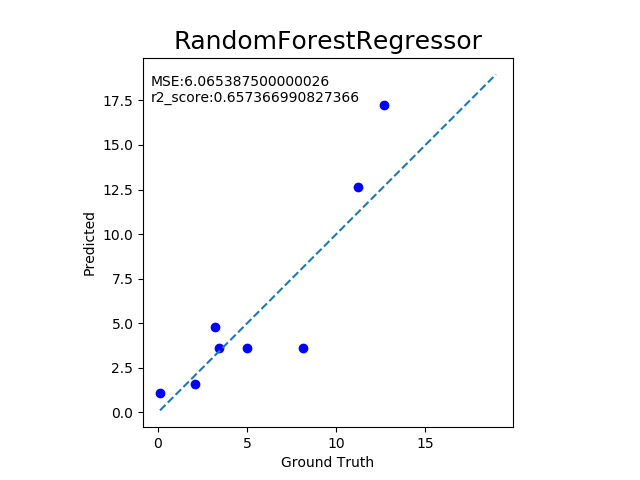 RandomForestRegressor
MSE:6.065387500000026
r2_score:0.657366990827366
17.5
15.0
12.5
10.0
7.5
5.0
2.5
0.0
Predicted
0 5 10 15
Ground Truth